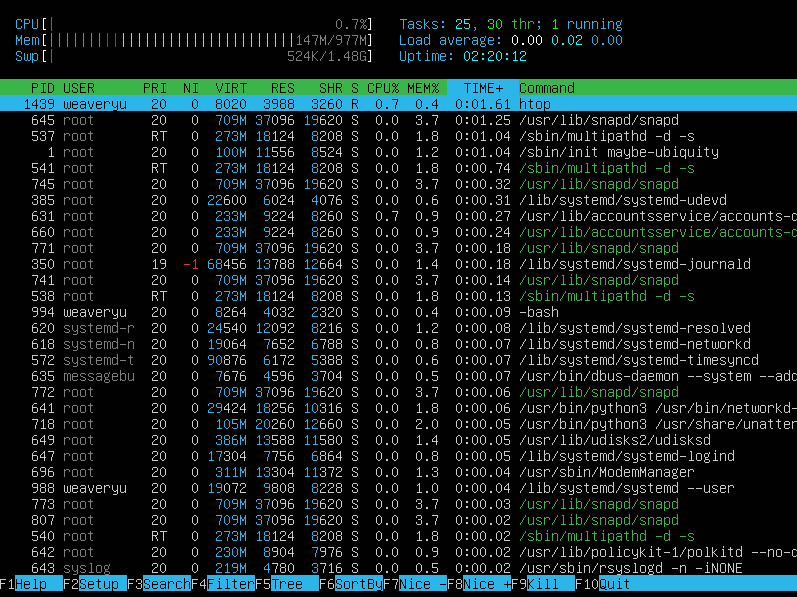 CPU[| 0.7%] Tasks: 25, 30 thr; 1 running
Mem[||||||||||||||||||||||||||||||||147M/977M] Load average: 0.00 0.02 0.00
Swp[| 524K/1.48G] Uptime: 02:20:12
PID USER PRI NI VIRT RES SHR S CPU% MEM% TIME+ Command
1439 weaveryu 20 0 8020 3988 3260 R 0.7 0.4 0:01.61 htop
645 root 20 0 709M 37096 19620 S 0.0 3.7 0:01.25 /usr/lib/snapd/snapd
537 root RT 0 273M 18124 8208 S 0.0 1.8 0:01.04 /sbin/multipathd -d -s
1 root 20 0 100M 11556 8524 S 0.0 1.2 0:01.04 /sbin/init maybe-ubiquity
541 root RT 0 273M 18124 8208 S 0.0 1.8 0:00.74 /sbin/multipathd -d -s
745 root 20 0 709M 37096 19620 S 0.0 3.7 0:00.32 /usr/lib/snapd/snapd
385 root 20 0 22600 6024 4076 S 0.0 0.6 0:00.31 /lib/systemd/systemd-udevd
631 root 20 0 233M 9224 8260 S 0.7 0.9 0:00.27 /usr/lib/accountsservice/accounts-d
660 root 20 0 233M 9224 8260 S 0.0 0.9 0:00.24 /usr/lib/accountsservice/accounts-d
771 root 20 0 709M 37096 19620 S 0.0 3.7 0:00.18 /usr/lib/snapd/snapd
350 root 19 -1 68456 13788 12664 S 0.0 1.4 0:00.18 /lib/systemd/systemd-journald
741 root 20 0 709M 37096 19620 S 0.0 3.7 0:00.14 /usr/lib/snapd/snapd
538 root RT 0 273M 18124 8208 S 0.0 1.8 0:00.13 /sbin/multipathd -d -s
994 weaveryu 20 0 8264 4032 2320 S 0.0 0.4 0:00.09 -bash
620 systemd-r 20 0 24540 12092 8216 S 0.0 1.2 0:00.08 /lib/systemd/systemd-resolved
618 systemd-n 20 0 19064 7652 6788 S 0.0 0.8 0:00.07 /lib/systemd/systemd-networkd
572 systemd-t 20 0 90876 6172 5388 S 0.0 0.6 0:00.07 /lib/systemd/systemd-timesyncd
635 messagebu 20 0 7676 4596 3704 S 0.0 0.5 0:00.07 /usr/bin/dbus-daemon --system --add
772 root 20 0 709M 37096 19620 S 0.0 3.7 0:00.06 /usr/lib/snapd/snapd
641 root 20 0 29424 18256 10316 S 0.0 1.8 0:00.06 /usr/bin/python3 /usr/bin/networkd-
718 root 20 0 105M 20260 12660 S 0.0 2.0 0:00.05 /usr/bin/python3 /usr/share/unatten
649 root 20 0 386M 13588 11580 S 0.0 1.4 0:00.05 /usr/lib/udisks2/udisksd
647 root 20 0 17304 7756 6864 S 0.0 0.8 0:00.05 /lib/systemd/systemd-logind
696 root 20 0 311M 13304 11372 S 0.0 1.3 0:00.04 /usr/sbin/ModemManager
988 weaveryu 20 0 19072 9808 8228 S 0.0 1.0 0:00.04 /lib/systemd/systemd --user
773 root 20 0 709M 37096 19620 S 0.0 3.7 0:00.03 /usr/lib/snapd/snapd
807 root 20 0 709M 37096 19620 S 0.0 3.7 0:00.02 /usr/lib/snapd/snapd
540 root RT 0 273M 18124 8208 S 0.0 1.8 0:00.02 /sbin/multipathd -d -s
642 root 20 0 230M 8904 7976 S 0.0 0.9 0:00.02 /usr/lib/policykit-1/polkitd --no-d
643 syslog 20 0 219M 4780 3716 S 0.0 0.5 0:00.02 /usr/sbin/rsyslogd -n -iNONE
F1Help F2Setup F3SearchF4FilterF5Tree F6SortByF7Nice -F8Nice +F9Kill F10Quit